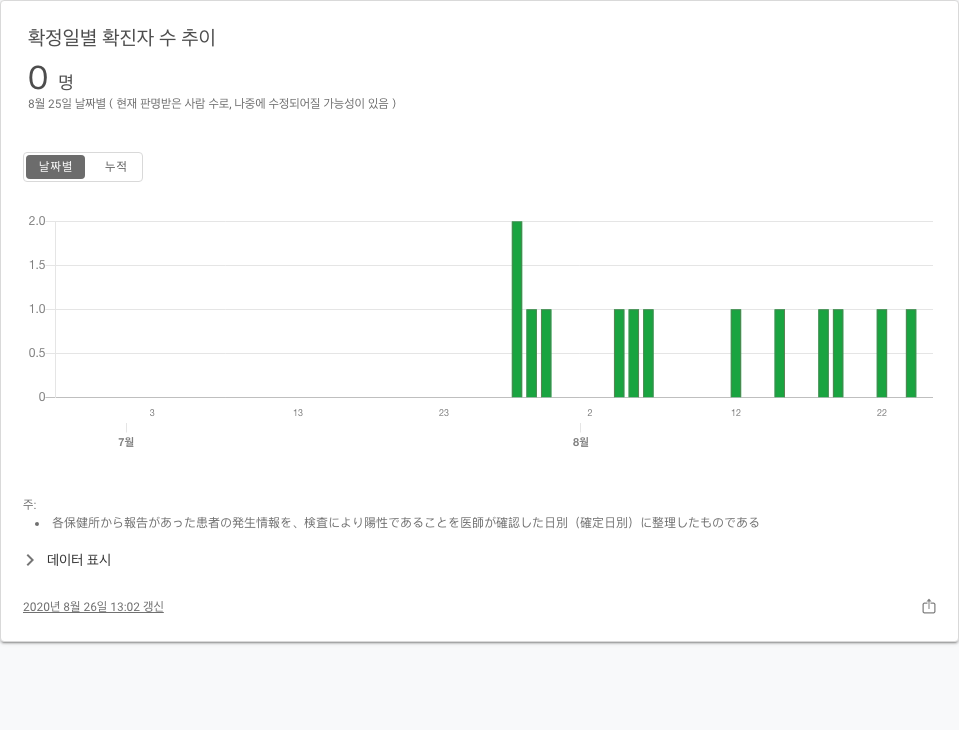 확정일별 확진자 수 추이
0 명
8월 25일 날짜별 ( 현재 판명받은 사람 수로, 나중에 수정되어질 가능성이 있음 )
날짜별 누적
2.0
1.5
1.0
0.5
0
3 13 23 2 12 22
7월 8월
주:
• 各保健所から報告があった患者の発生情報を、検査により陽性であることを医師が確認した日別（確定日別）に整理したものである
데이터 표시
2020년 8월 26일 13:02 갱신